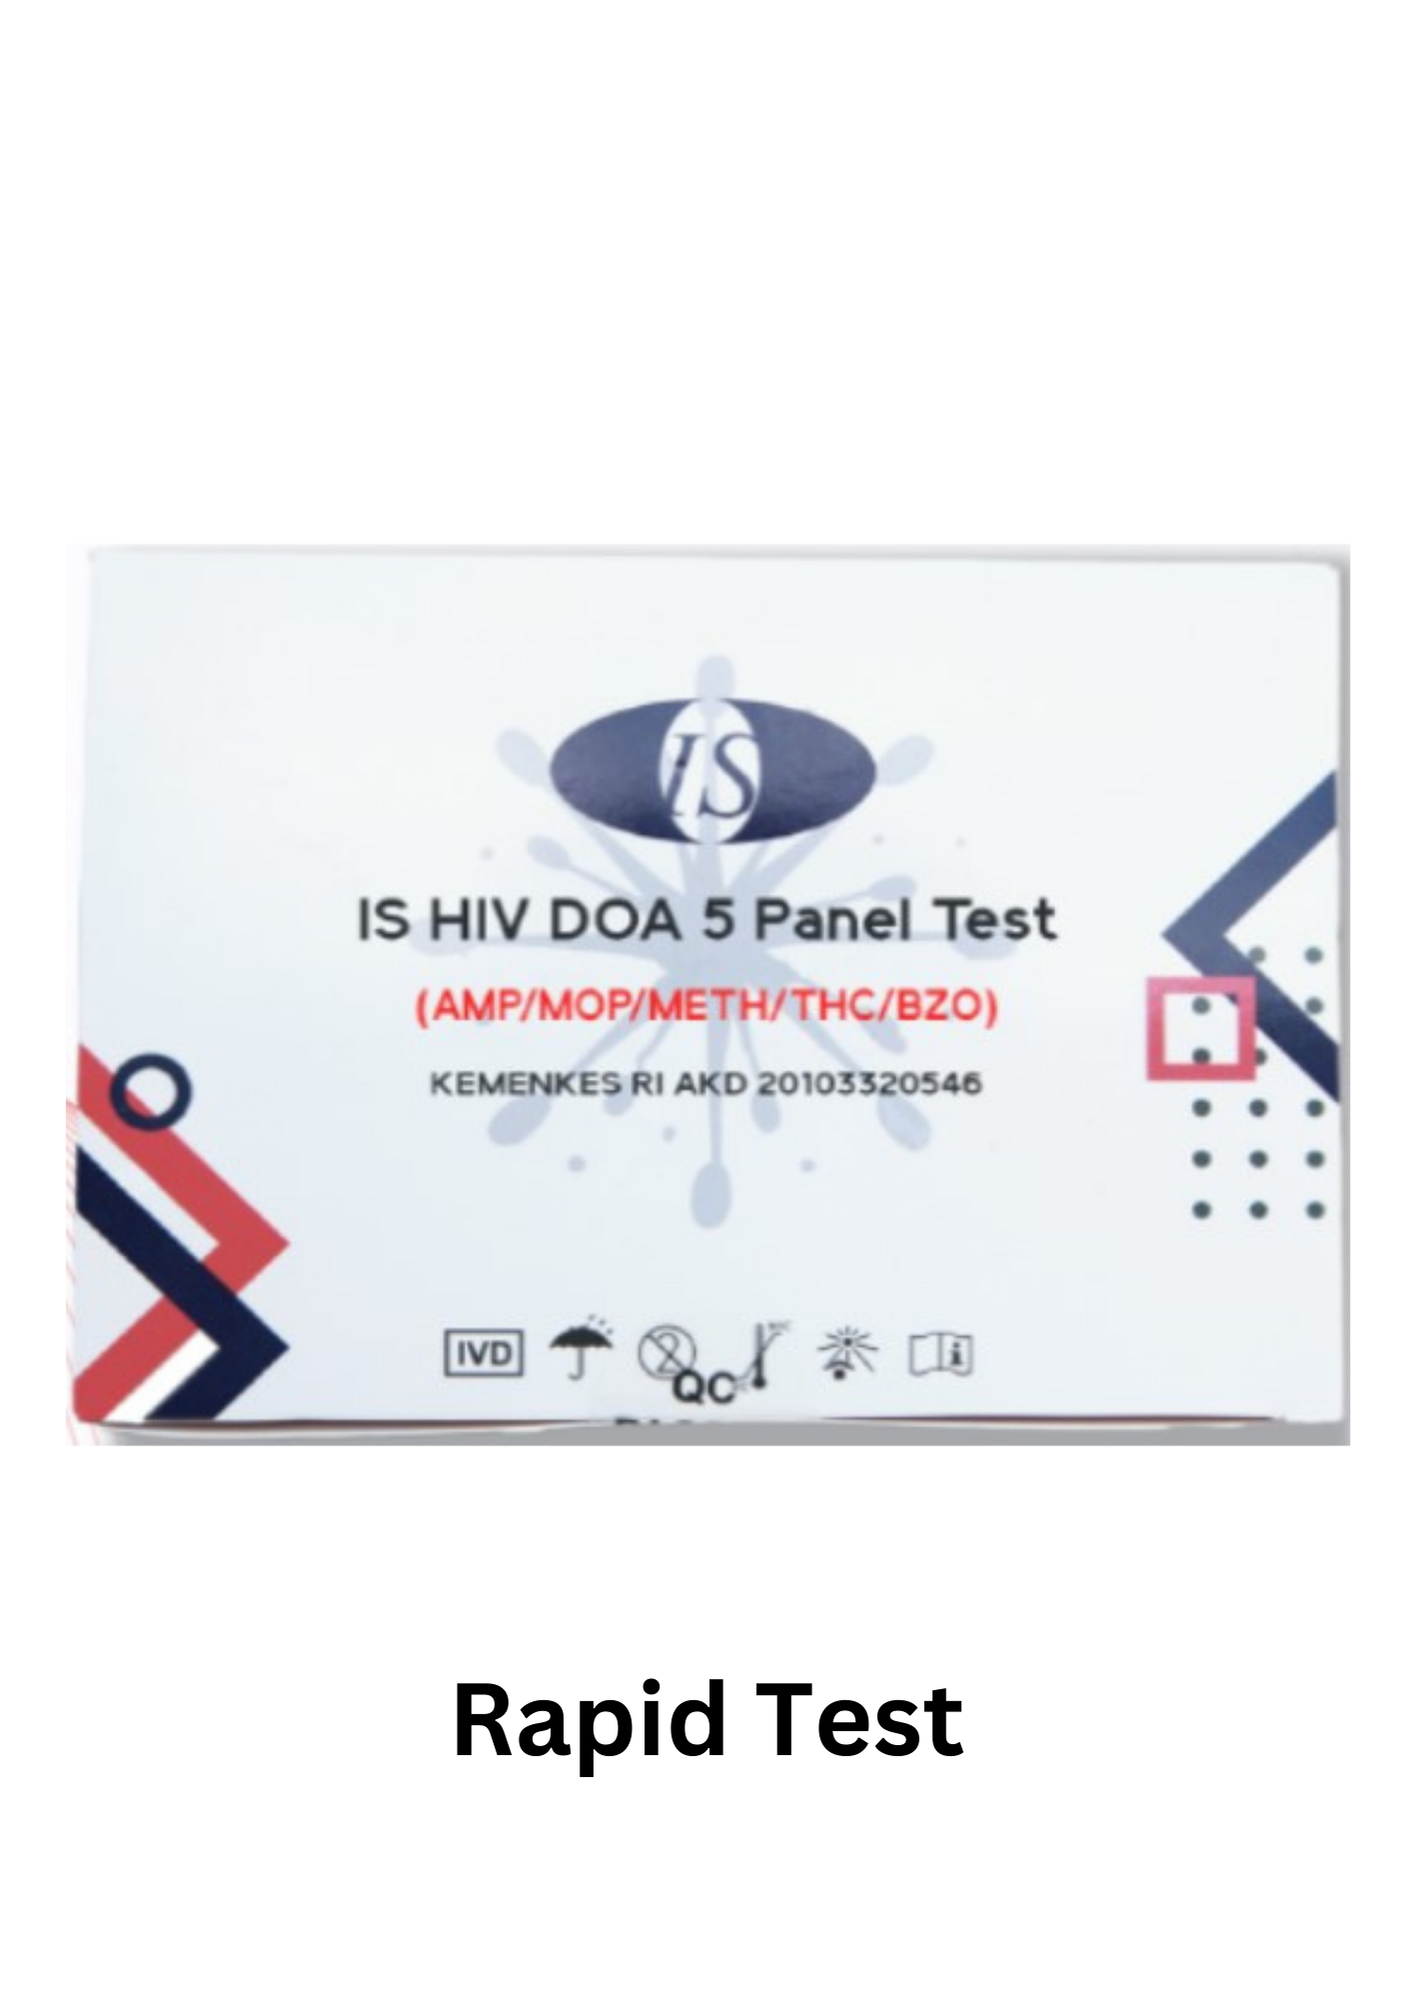 IS
IS HIV DOA 5 Panel Test
(AMP/MOP/METH/THC/BZO)
KEMENKES RI AKD 20103320546
IVD
2
QC
Rapid Test